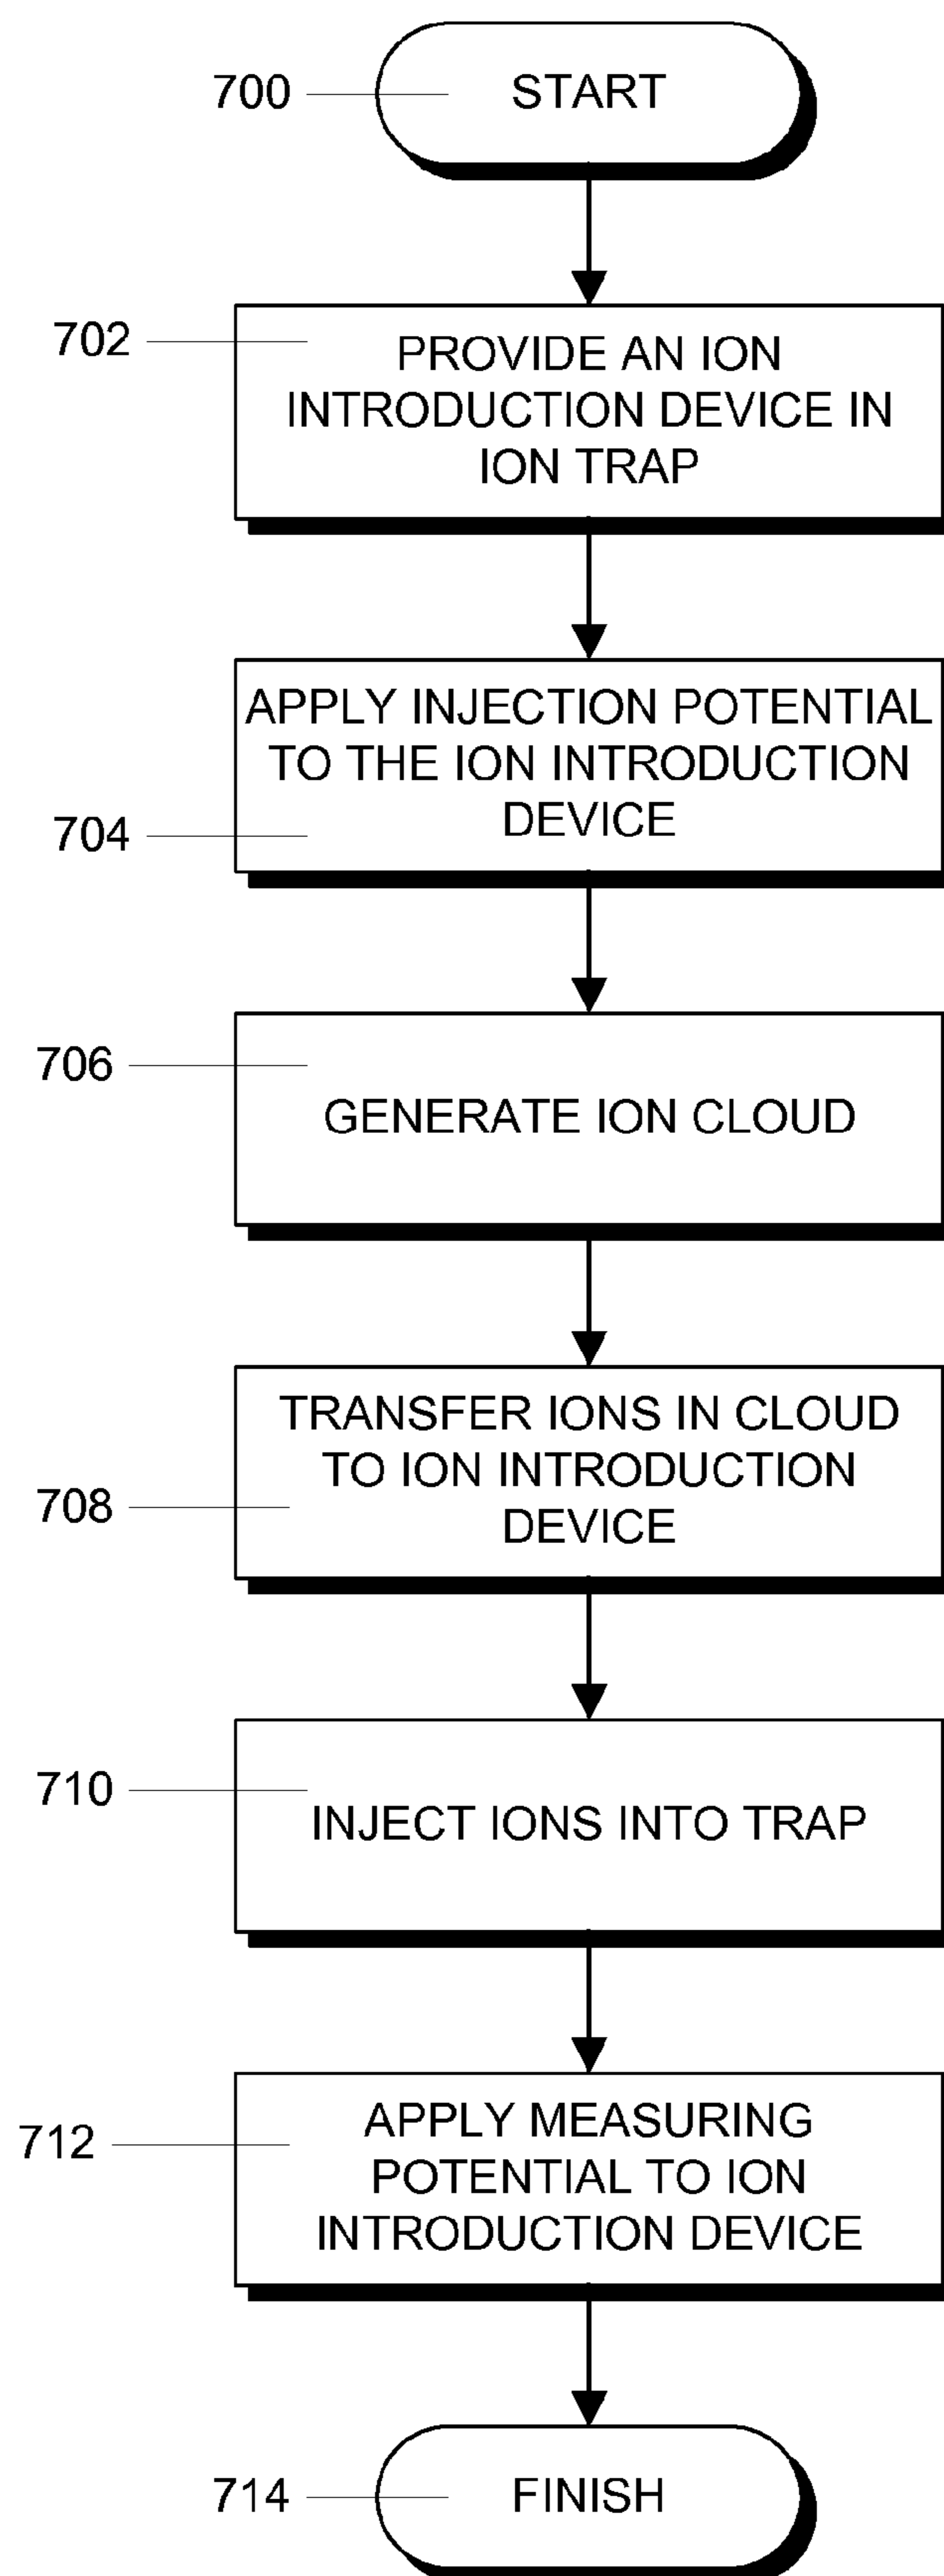 700
START
702
PROVIDE AN ION
INTRODUCTION DEVICE IN
ION TRAP
APPLY INJECTION POTENTIAL
TO THE ION INTRODUCTION
DEVICE
704
706
GENERATE ION CLOUD
TRANSFER IONS IN CLOUD
TO ION INTRODUCTION
DEVICE
708
710
INJECT IONS INTO TRAP
712
APPLY MEASURING
POTENTIAL TO ION
INTRODUCTION DEVICE
714
FINISH